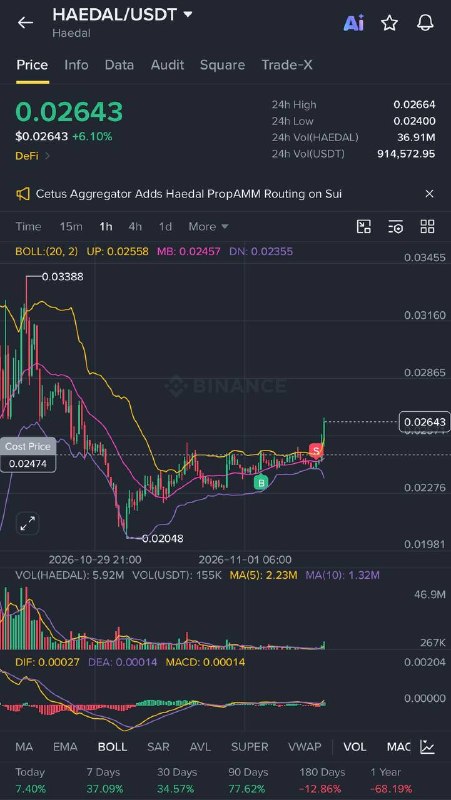 HAEDAL/USDT
Haedal
Ai
Price Info Data Audit Square Trade-X
0.02643
$0.02643 +6.10%
DeFi
24h High 0.02664
24h Low 0.02400
24h Vol(HAEDAL) 36.91M
24h Vol(USDT) 914,572.95
Cetus Aggregator Adds Haedal PropAMM Routing on Sui
Time 15m 1h 4h 1d More
BOLL:(20, 2) UP: 0.02558 MB: 0.02457 DN: 0.02355
0.03455
0.03388
0.03160
0.02865
BINANCE
0.02643
Cost Price
0.02474
S
B
0.02276
0.02048
0.01981
2026-10-29 21:00 2026-11-01 06:00
VOL(HAEDAL): 5.92M VOL(USDT): 155K MA(5): 2.23M MA(10): 1.32M
46.9M
267K
DIF: 0.00027 DEA: 0.00014 MACD: 0.00014
0.00204
0.00000
MA EMA BOLL SAR AVL SUPER VWAP VOL MAC
Today 7 Days 30 Days 90 Days 180 Days 1 Year
7.40% 37.09% 34.57% 77.62% -12.86% -68.19%